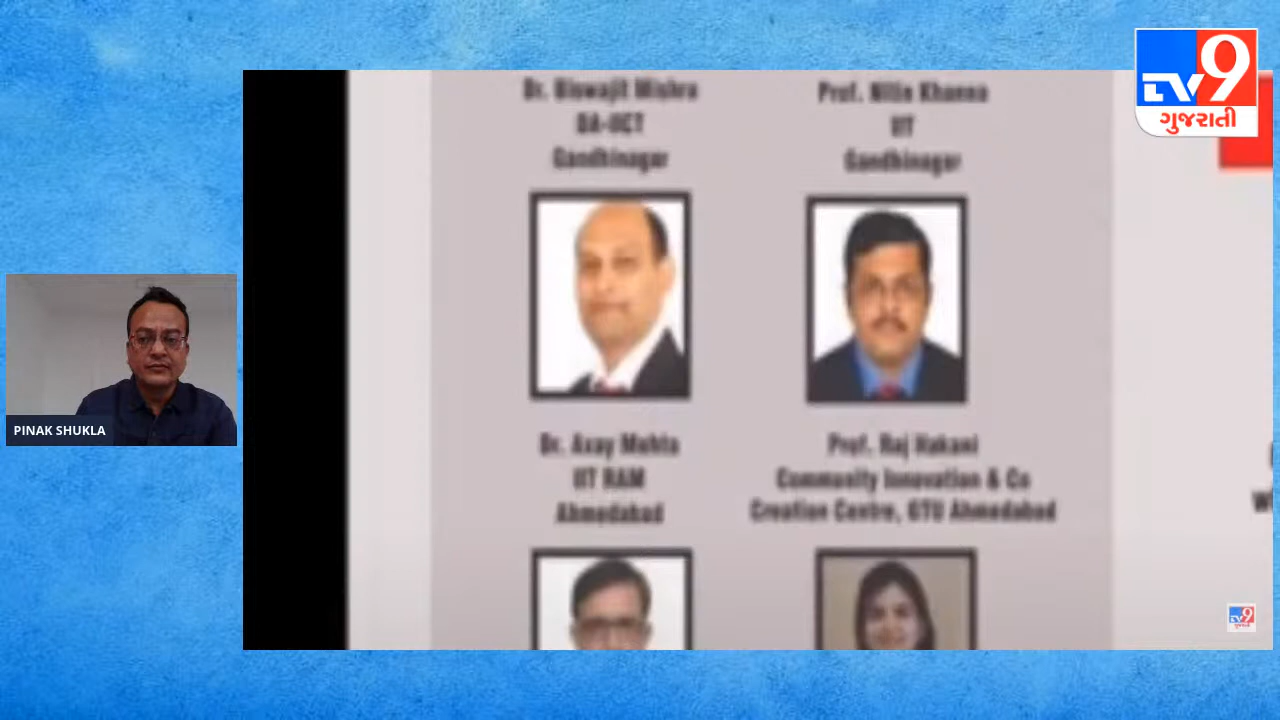 TV9
ગુજરાતી
Dr. Biswajit Mishra
DA-IICT
Gandhinagar
Prof. Nitin Khanna
IIT
Gandhinagar
Dr. Axay Mehta
IIT RAM
Ahmedabad
Prof. Raj Hakani
Community Innovation & Co
Creation Centre, GTU Ahmedabad
PINAK SHUKLA